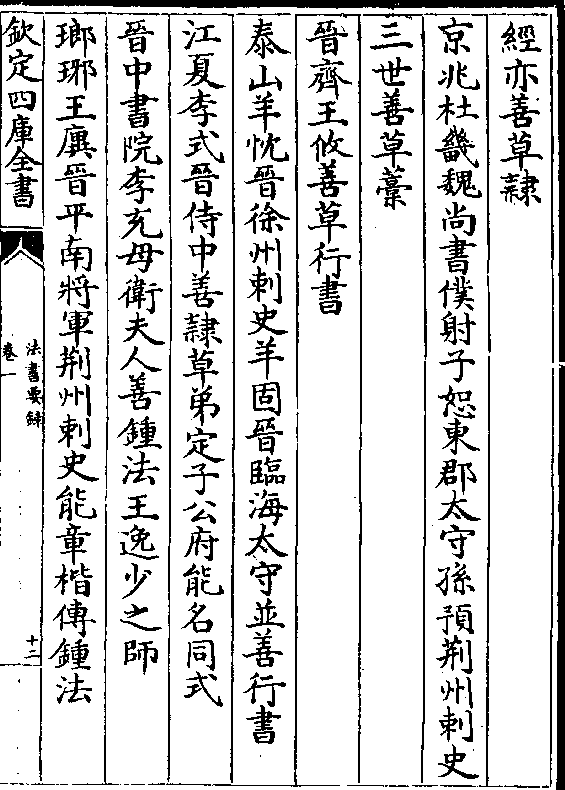 經亦善草隷
京兆杜畿魏尚書僕射子恕東郡太守孫預荆州刺史
三世善草藁
晉齊王攸善草行書
泰山羊忱晉徐州刺史羊固晉臨海太守並善行書
江夏李式晉侍中善隷草弟定子公府能名同式
晉中書院李充母衛夫人善鍾法王逸少之師
瑯琊王廙晉平南將軍荆州刺史能章楷傳鍾法
欽定四庫全書
法書要錄
卷一
十二